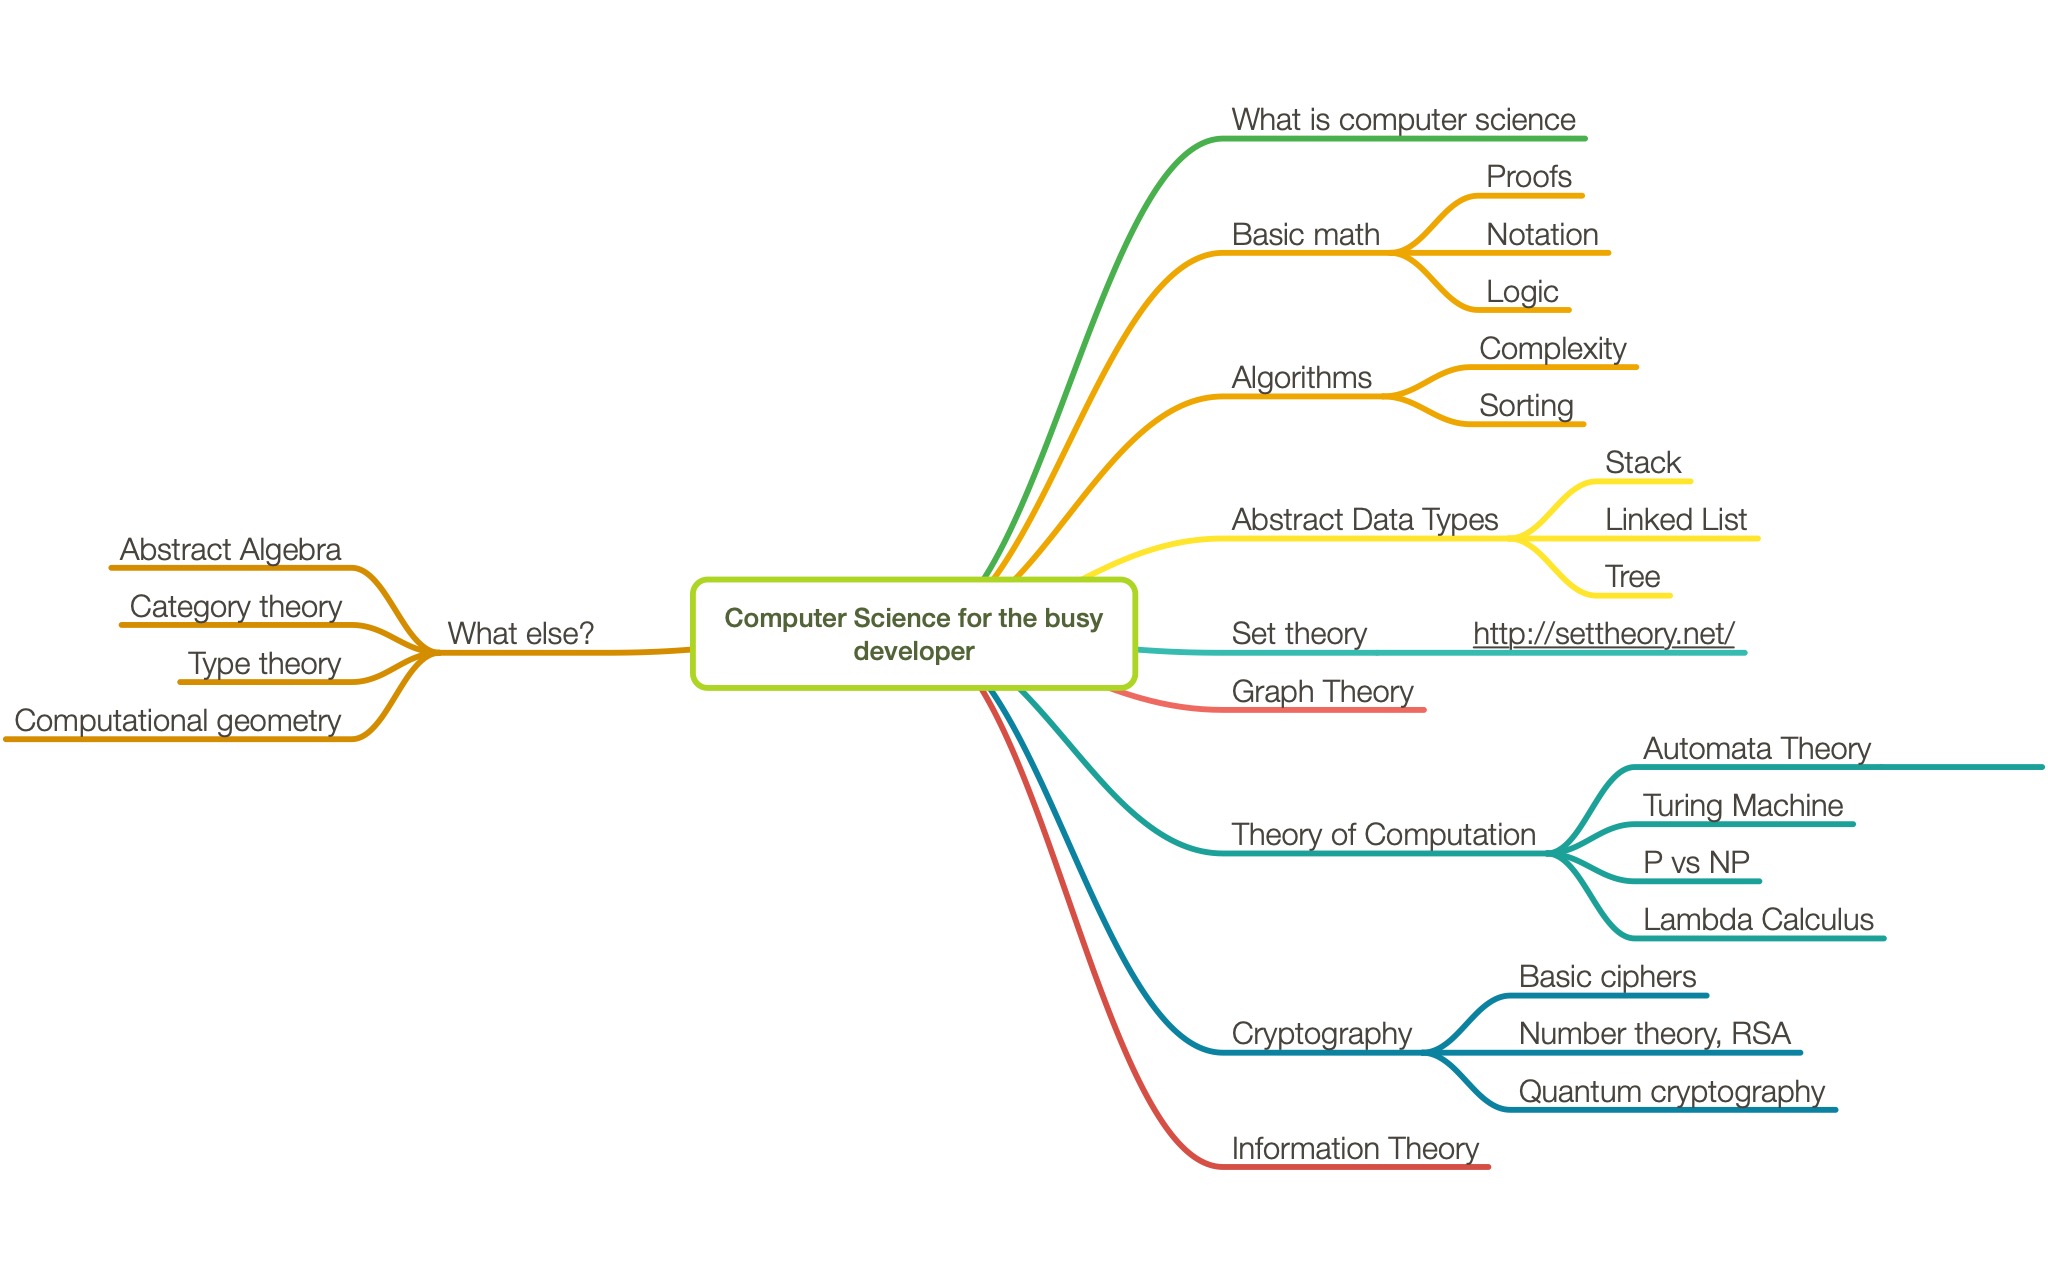 What is computer science
Proofs
Basic math
Notation
Logic
Complexity
Algorithms
Sorting
Stack
Abstract Data Types
Linked List
Tree
Abstract Algebra
Category theory
What else?
Type theory
Computational geometry
Computer Science for the busy
developer
Set theory
http://settheory.net/
Graph Theory
Automata Theory
Turing Machine
Theory of Computation
P vs NP
Lambda Calculus
Basic ciphers
Cryptography
Number theory, RSA
Quantum cryptography
Information Theory